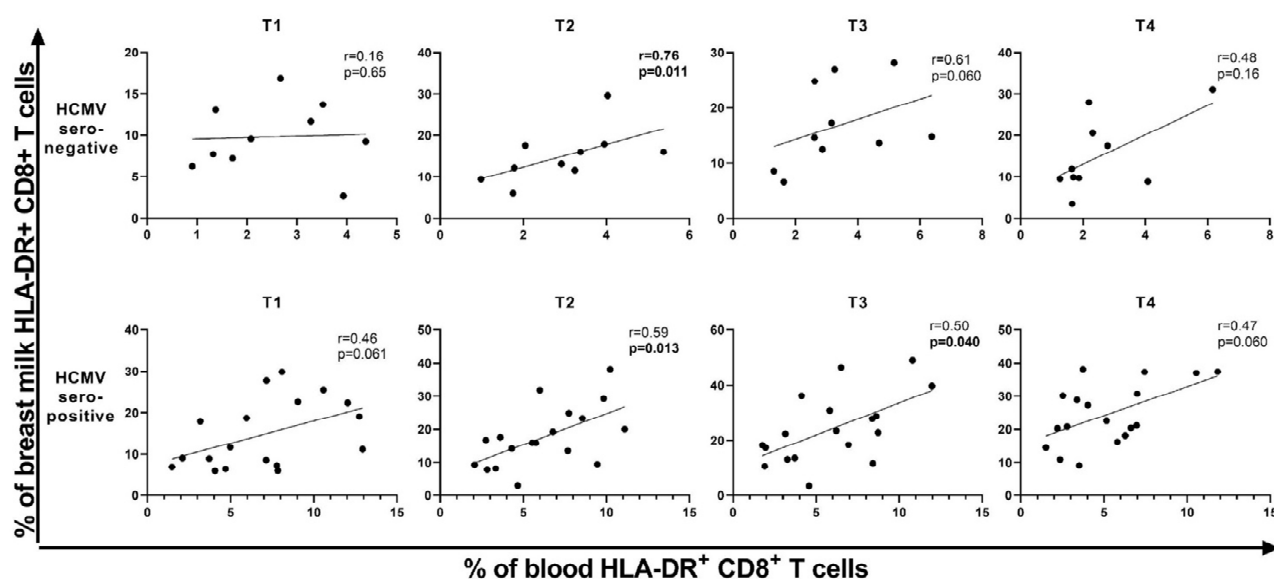 % of breast milk HLA-DR+ CD8+ T cells
HCMV
sero-
negative
T1
r=0.16
p=0.65
20
15
10
5
0
0 1 2 3 4 5
T2
r=0.76
p=0.011
40
30
20
10
0
0 2 4 6
T3
r=0.61
p=0.060
30
20
10
0
0 2 4 6 8
T4
r=0.48
p=0.16
40
30
20
10
0
0 2 4 6 8
HCMV
sero-
positive
T1
r=0.46
p=0.061
40
30
20
10
0
0 5 10 15
T2
r=0.59
p=0.013
50
40
30
20
10
0
0 5 10 15
T3
r=0.50
p=0.040
60
40
20
0
0 5 10 15
T4
r=0.47
p=0.060
50
40
30
20
10
0
0 5 10 15
% of blood HLA-DR⁺ CD8⁺ T cells